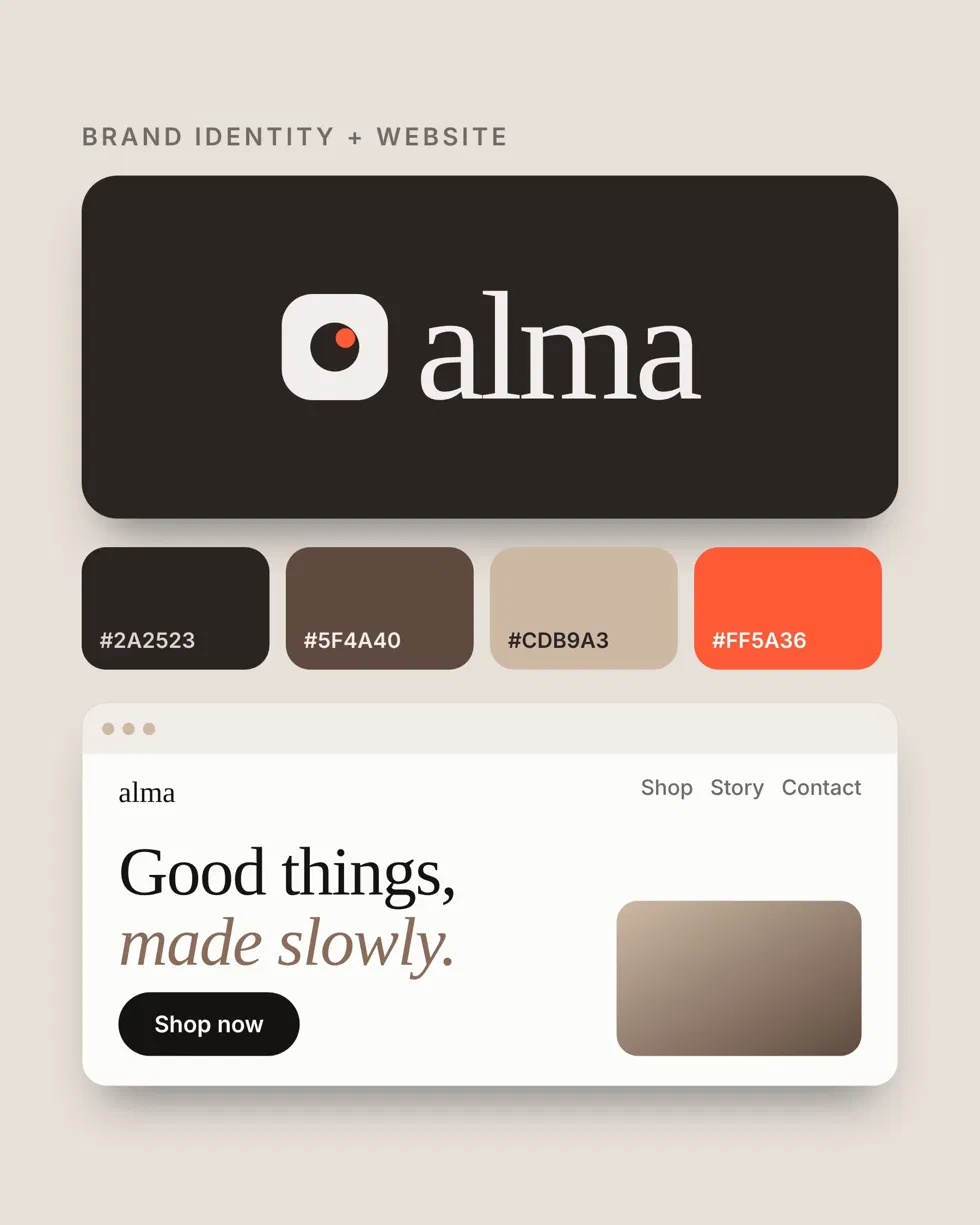 BRAND IDENTITY + WEBSITE
alma
#2A2523
#5F4A40
#CDB9A3
#FF5A36
alma
Shop Story Contact
Good things,
made slowly.
Shop now